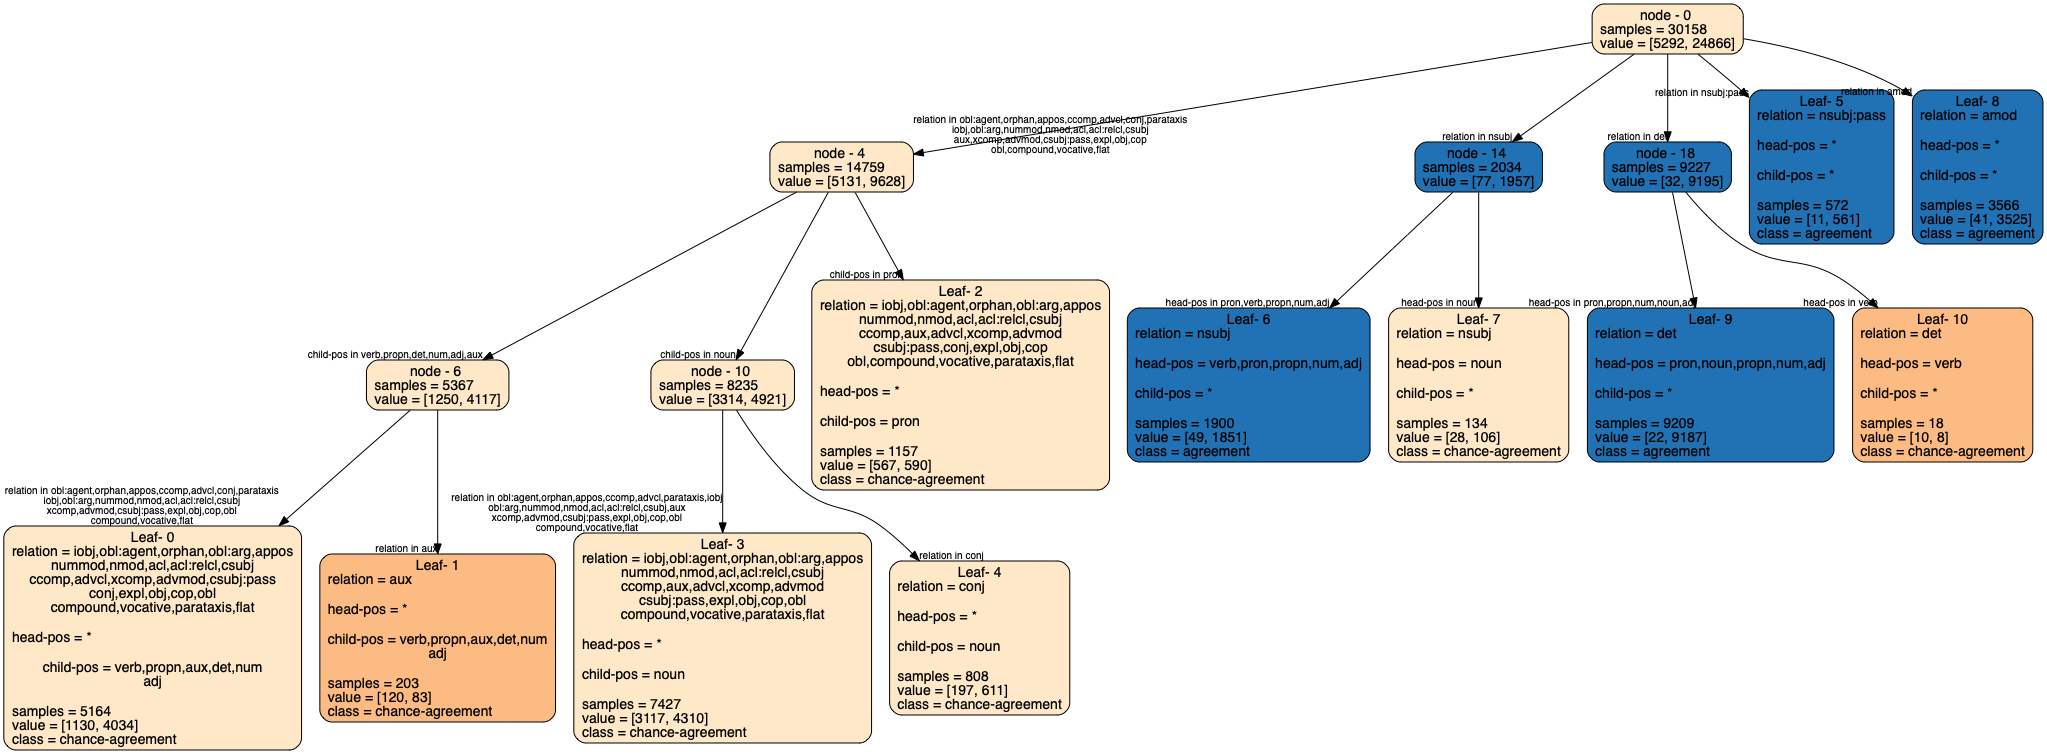 node - 0
samples = 30158
value = [5292, 24866]
relation in obl:agent,orphan,appos,ccomp,advcl,conj,parataxis
iobj,obl:arg,nummod,nmod,acl,acl:relcl,csubj
aux,xcomp,advmod,csubj:pass,expl,obj,cop
obl,compound,vocative,flat
relation in nsubj
relation in det
relation in nsubj:pass
relation in amod
node - 4
samples = 14759
value = [5131, 9628]
node - 14
samples = 2034
value = [77, 1957]
node - 18
samples = 9227
value = [32, 9195]
Leaf- 5
relation = nsubj:pass
head-pos = *
child-pos = *
samples = 572
value = [11, 561]
class = agreement
Leaf- 8
relation = amod
head-pos = *
child-pos = *
samples = 3566
value = [41, 3525]
class = agreement
child-pos in verb,propn,det,num,adj,aux
child-pos in noun
child-pos in pron
head-pos in pron,verb,propn,num,adj
head-pos in noun
head-pos in pron,propn,num,noun,adj
head-pos in verb
node - 6
samples = 5367
value = [1250, 4117]
node - 10
samples = 8235
value = [3314, 4921]
Leaf- 2
relation = iobj,obl:agent,orphan,obl:arg,appos
nummod,nmod,acl,acl:relcl,csubj
ccomp,aux,advcl,xcomp,advmod
csubj:pass,conj,expl,obj,cop
obl,compound,vocative,parataxis,flat
head-pos = *
child-pos = pron
samples = 1157
value = [567, 590]
class = chance-agreement
Leaf- 6
relation = nsubj
head-pos = verb,pron,propn,num,adj
child-pos = *
samples = 1900
value = [49, 1851]
class = agreement
Leaf- 7
relation = nsubj
head-pos = noun
child-pos = *
samples = 134
value = [28, 106]
class = chance-agreement
Leaf- 9
relation = det
head-pos = pron,noun,propn,num,adj
child-pos = *
samples = 9209
value = [22, 9187]
class = agreement
Leaf- 10
relation = det
head-pos = verb
child-pos = *
samples = 18
value = [10, 8]
class = chance-agreement
relation in obl:agent,orphan,appos,ccomp,advcl,conj,parataxis
iobj,obl:arg,nummod,nmod,acl,acl:relcl,csubj
xcomp,advmod,csubj:pass,expl,obj,cop,obl
compound,vocative,flat
relation in aux
relation in obl:agent,orphan,appos,ccomp,advcl,parataxis,iobj
obl:arg,nummod,nmod,acl,acl:relcl,csubj,aux
xcomp,advmod,csubj:pass,expl,obj,cop,obl
compound,vocative,flat
relation in conj
Leaf- 0
relation = iobj,obl:agent,orphan,obl:arg,appos
nummod,nmod,acl,acl:relcl,csubj
ccomp,advcl,xcomp,advmod,csubj:pass
conj,expl,obj,cop,obl
compound,vocative,parataxis,flat
head-pos = *
child-pos = verb,propn,aux,det,num
adj
samples = 5164
value = [1130, 4034]
class = chance-agreement
Leaf- 1
relation = aux
head-pos = *
child-pos = verb,propn,aux,det,num
adj
samples = 203
value = [120, 83]
class = chance-agreement
Leaf- 3
relation = iobj,obl:agent,orphan,obl:arg,appos
nummod,nmod,acl,acl:relcl,csubj
ccomp,aux,advcl,xcomp,advmod
csubj:pass,expl,obj,cop,obl
compound,vocative,parataxis,flat
head-pos = *
child-pos = noun
samples = 7427
value = [3117, 4310]
class = chance-agreement
Leaf- 4
relation = conj
head-pos = *
child-pos = noun
samples = 808
value = [197, 611]
class = chance-agreement